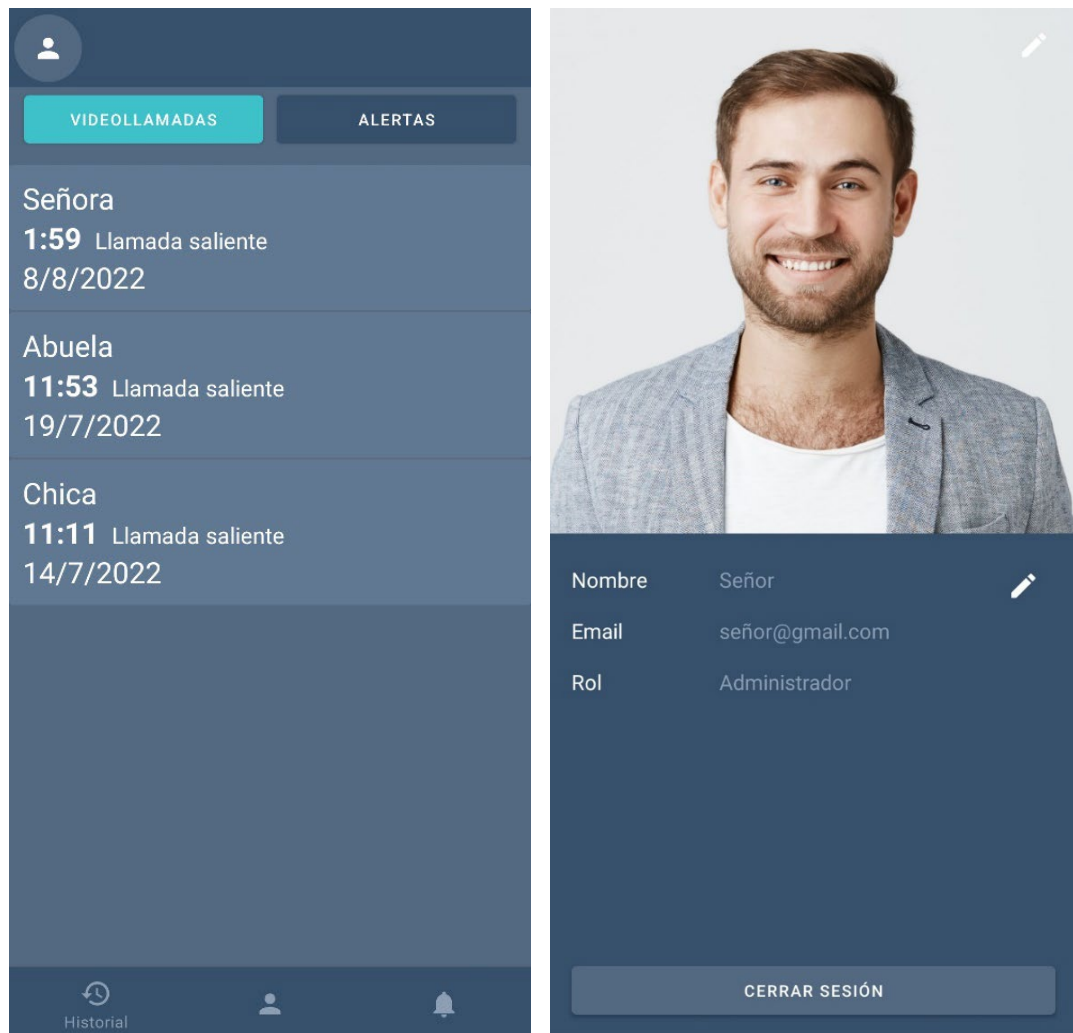 VIDEOLLAMADAS ALERTAS
Señora
1:59 Llamada saliente
8/8/2022
Abuela
11:53 Llamada saliente
19/7/2022
Chica
11:11 Llamada saliente
14/7/2022
Historial
Nombre Señor
Email señor@gmail.com
Rol Administrador
CERRAR SESIÓN